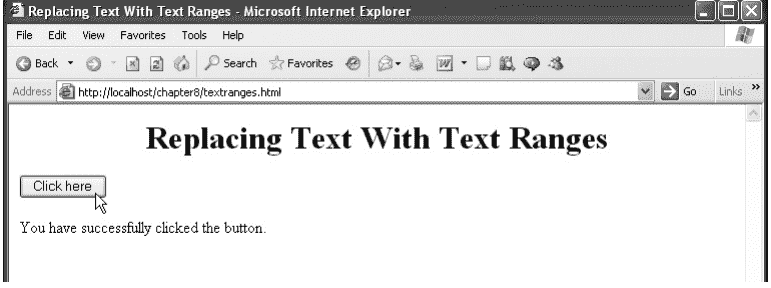 Replacing Text With Text Ranges - Microsoft Internet Explorer
File Edit View Favorites Tools Help
Back Search Favorites
Address http://localhost/chapter8/textranges.html Go Links »
Replacing Text With Text Ranges
Click here
You have successfully clicked the button.